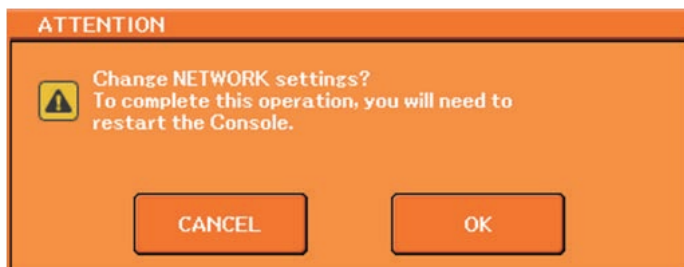 ATTENTION
Change NETWORK settings?
To complete this operation, you will need to
restart the Console.
CANCEL
OK